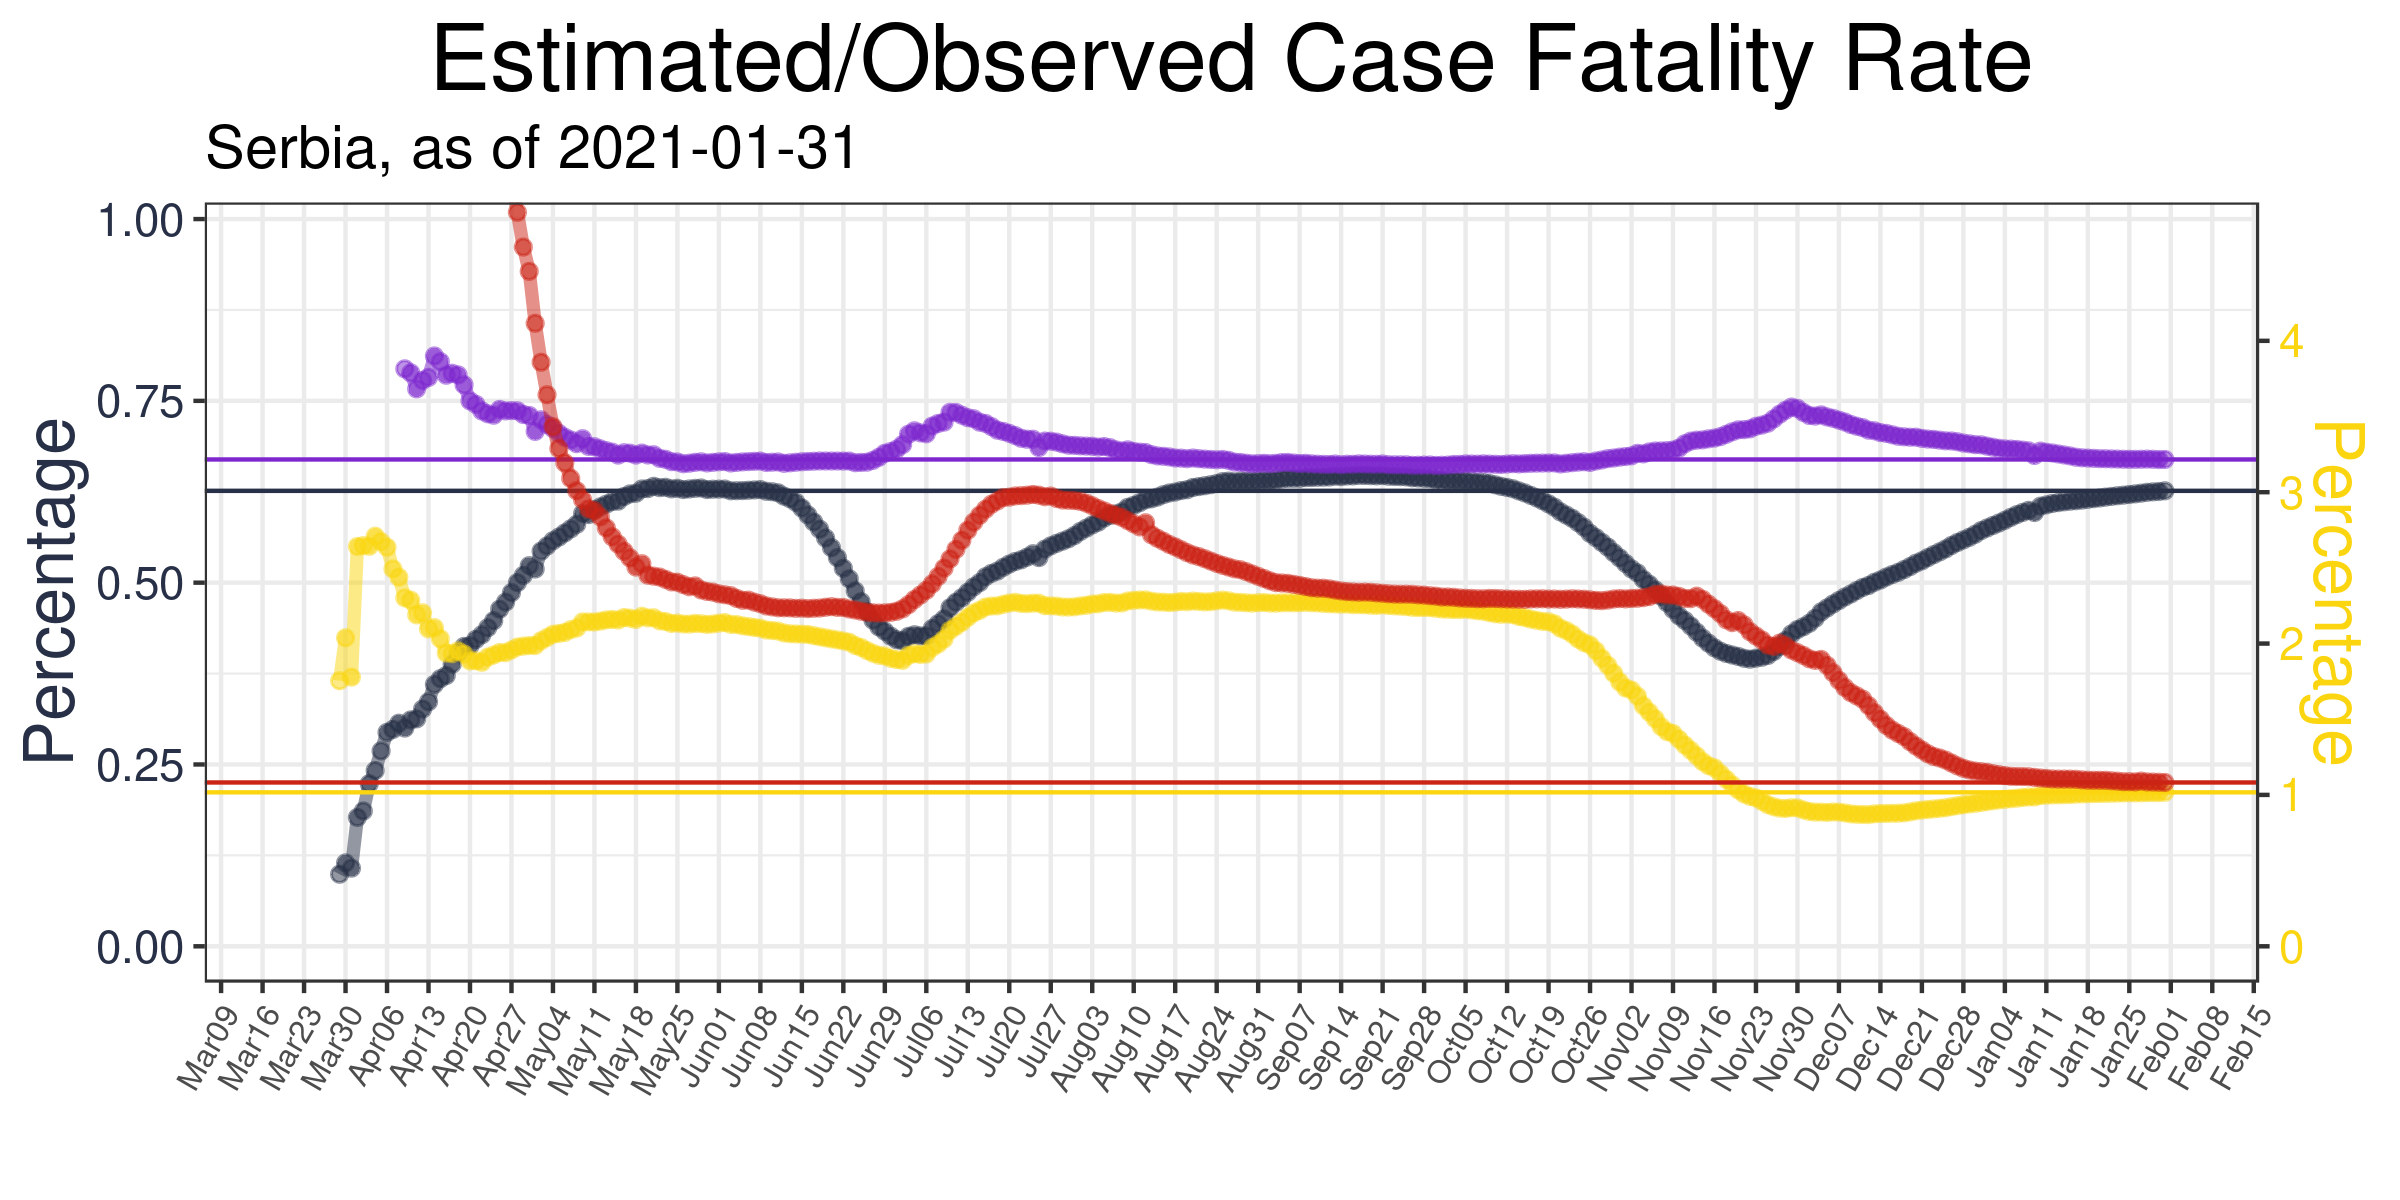 Estimated/Observed Case Fatality Rate
Serbia, as of 2021-01-31
Percentage
1.00
0.75
0.50
0.25
0.00
4
3
2
1
0
Percentage
Mar09 Mar16 Mar23 Mar30 Apr06 Apr13 Apr20 Apr27 May04 May11 May18 May25 Jun01 Jun08 Jun15 Jun22 Jun29 Jul06 Jul13 Jul20 Jul27 Aug03 Aug10 Aug17 Aug24 Aug31 Sep07 Sep14 Sep21 Sep28 Oct05 Oct12 Oct19 Oct26 Nov02 Nov09 Nov16 Nov23 Nov30 Dec07 Dec14 Dec21 Dec28 Jan04 Jan11 Jan18 Jan25 Feb01 Feb08 Feb15